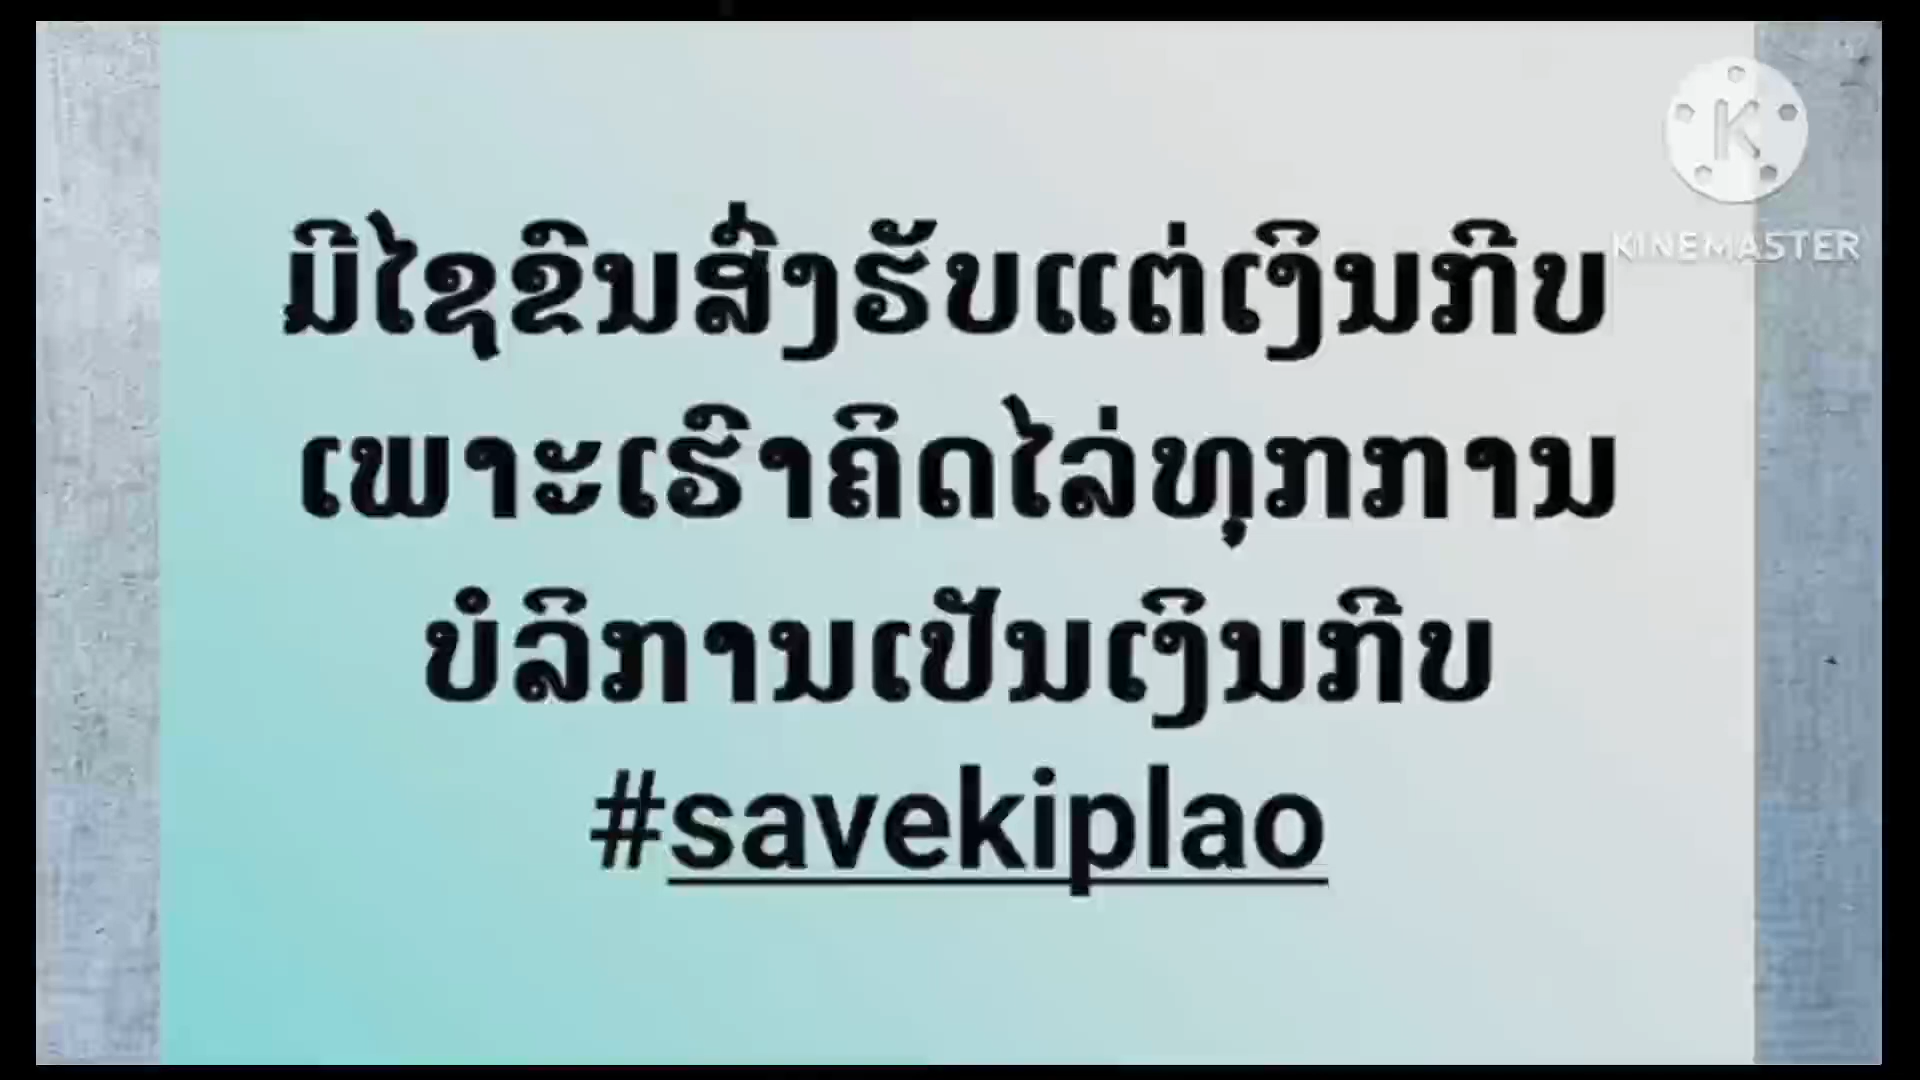 ມີໄຊຂົນສົ່ງຮັບແຕ່ເງິນກີບ
ເພາະເຮົາຄິດໄລ່ທຸກການ
ບໍລິການເປັນເງິນກີບ
#savekiplao
K
KINEMASTER